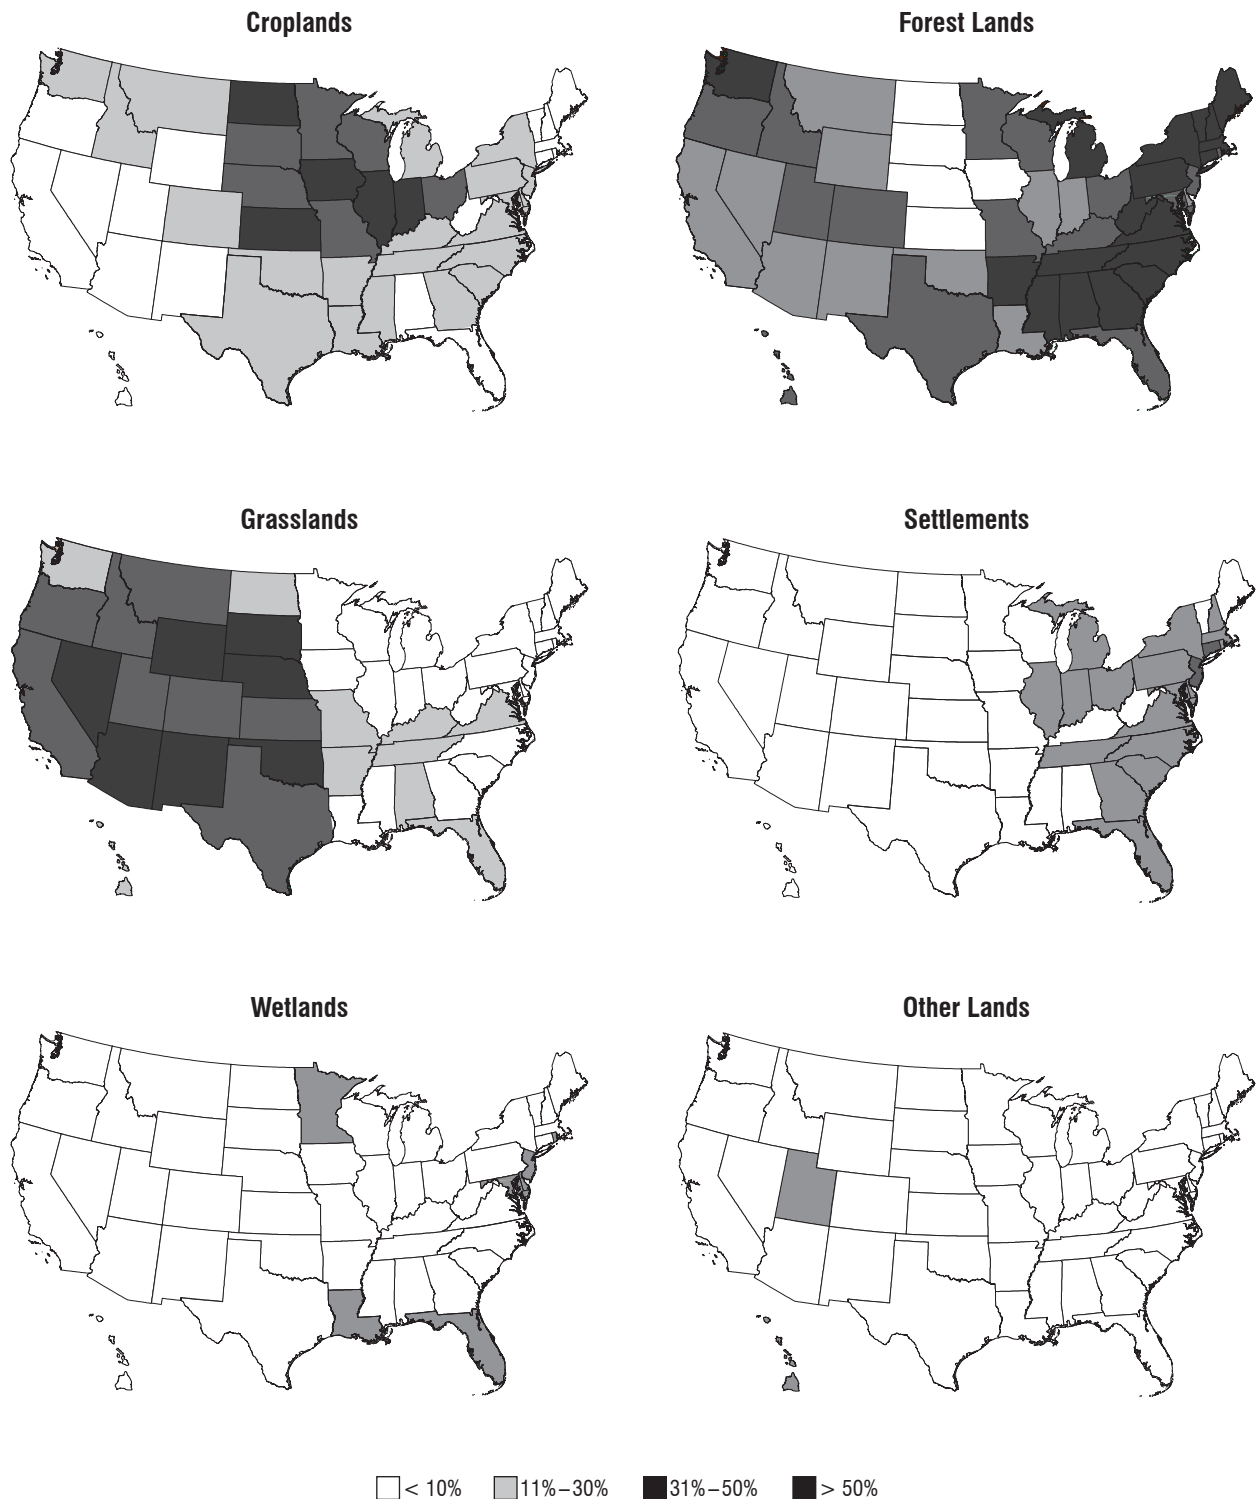 Croplands
Forest Lands
Grasslands
Settlements
Wetlands
Other Lands
< 10%
11%–30%
31%–50%
> 50%